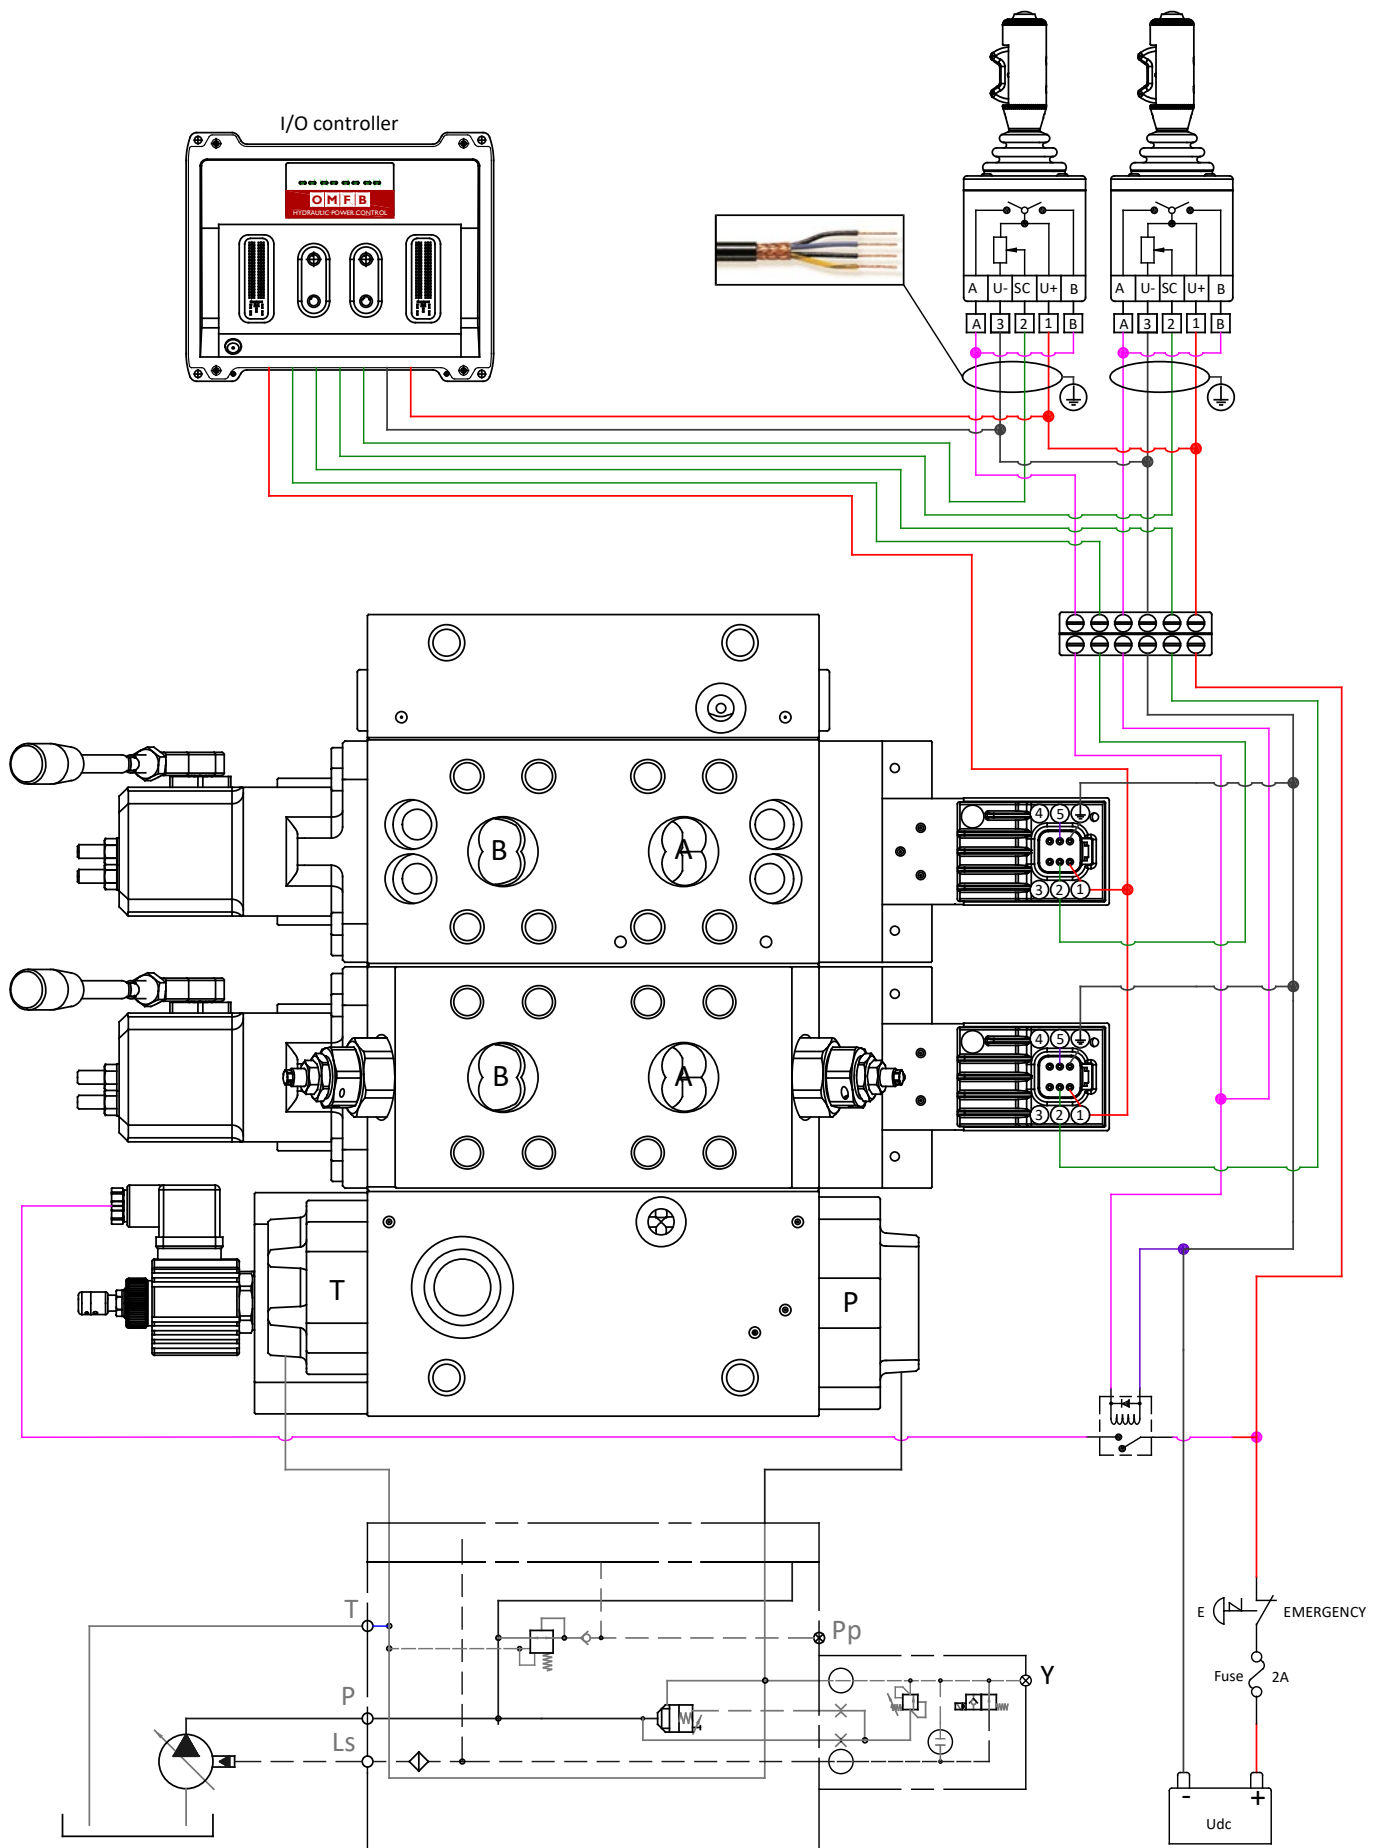 I/O controller
OMFB
HYDRAULIC POWER CONTROL
A U- SC U+ B
A U- SC U+ B
A 3 2 1 B
A 3 2 1 B
B A
4 5
3 2 1
B A
4 5
3 2 1
T P
T
Pp
Y
P
Ls
E EMERGENCY
Fuse 2A
- +
Udc